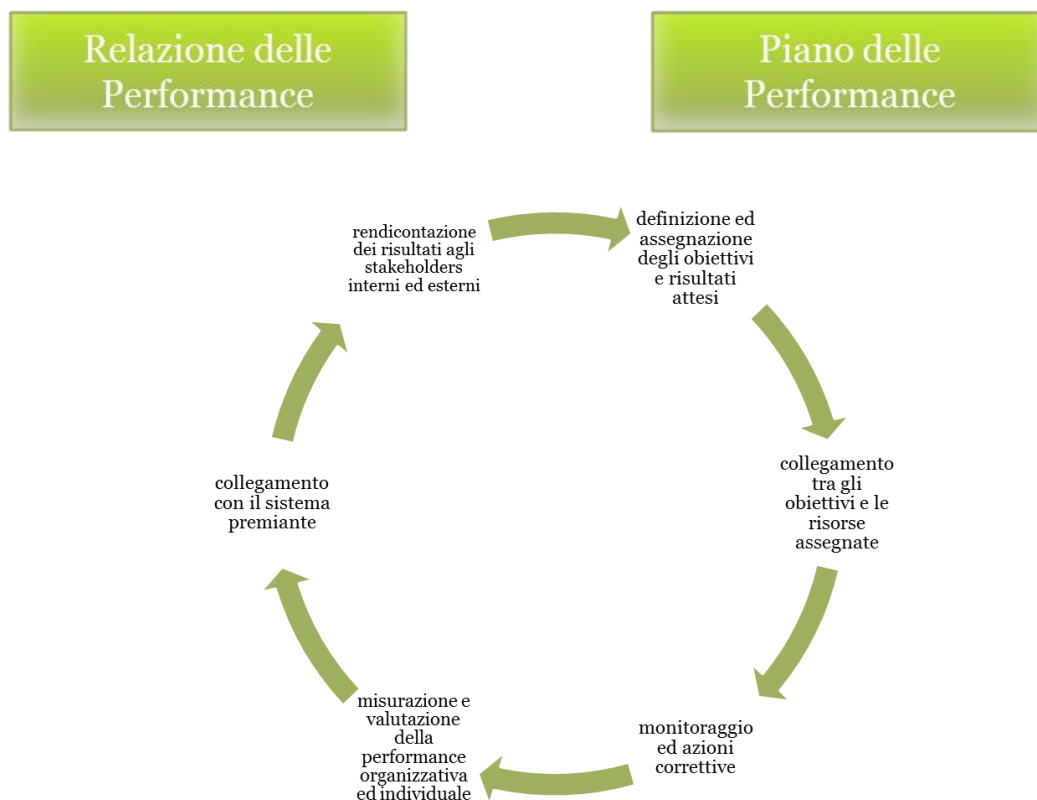 Relazione delle
Performance
Piano delle
Performance
definizione ed
assegnazione
degli obiettivi
e risultati
attesi
collegamento
tra gli
obiettivi e le
risorse
assegnate
monitoraggio
ed azioni
correttive
misurazione e
valutazione
della
performance
organizzativa
ed individuale
collegamento
con il sistema
premiante
rendicontazione
dei risultati agli
stakeholders
interni ed esterni